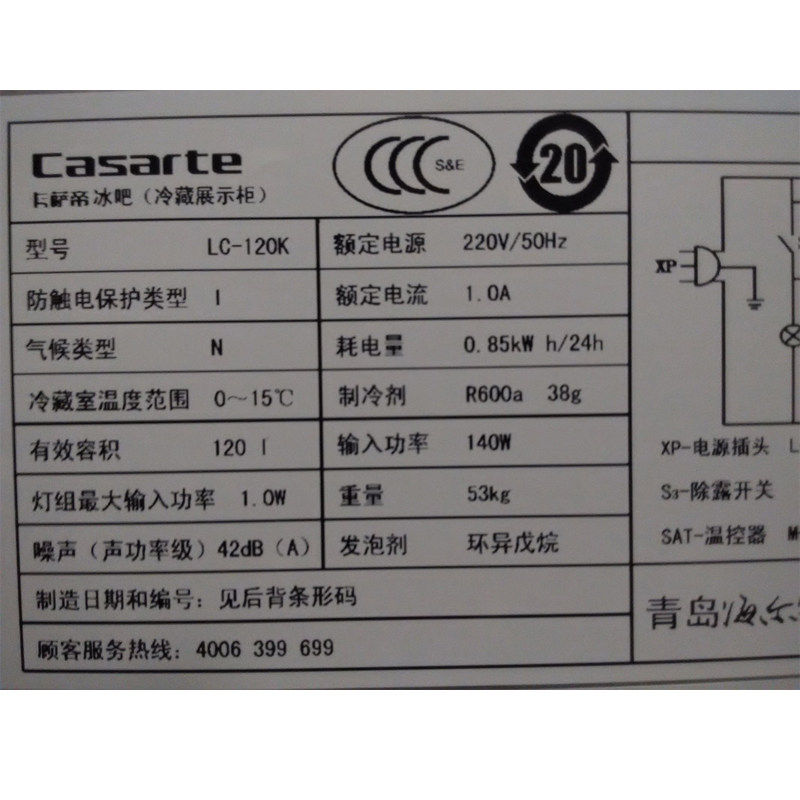 Casarte
卡萨帝冰吧（冷藏展示柜）
CCC S&E
20
型号 LC-120K 额定电源 220V/50Hz
防触电保护类型 I 额定电流 1.0A
气候类型 N 耗电量 0.85kW h/24h
冷藏室温度范围 0～15℃ 制冷剂 R600a 38g
有效容积 120 l 输入功率 140W
灯组最大输入功率 1.0W 重量 53kg
噪声（声功率级）42dB（A） 发泡剂 环异戊烷
制造日期和编号：见后背条形码
顾客服务热线：4006 399 699
XP
XP-电源插头 L
S3-除露开关
SAT-温控器 M
青岛海尔